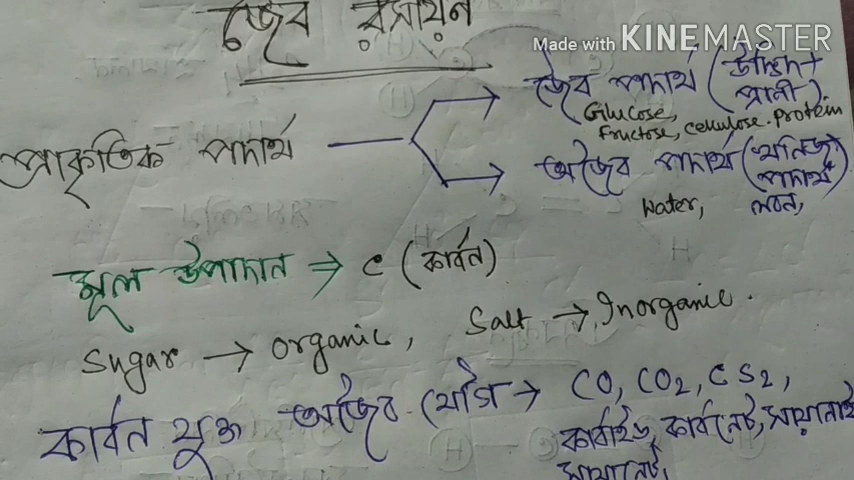 জৈব রসায়ন
Made with KINEMASTER
জৈব পদার্থ (উদ্ভিদ + প্রানী)
Glucose, Fructose, cellulose. protein
প্রাকৃতিক পদার্থ
অজৈব পদার্থ (খনিজ পদার্থ)
Water, লবন,
মূল উপাদান ⇒ C (কার্বন)
Sugar → organic, Salt → Inorganic.
কার্বন যুক্ত অজৈব যৌগ → CO, CO2, CS2,
কার্বাইড, কার্বনেট, সায়ানাইড
সায়ানেট,